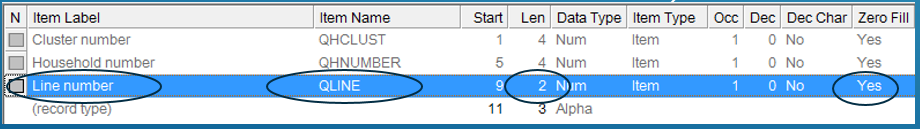 N Item Label Item Name Start Len Data Type Item Type Occ Dec Dec Char Zero Fill
Cluster number QHCLUST 1 4 Num Item 1 0 No Yes
Household number QHNUMBER 5 4 Num Item 1 0 No Yes
Line number QLINE 9 2 Num Item 1 0 No Yes
(record type) 11 3 Alpha